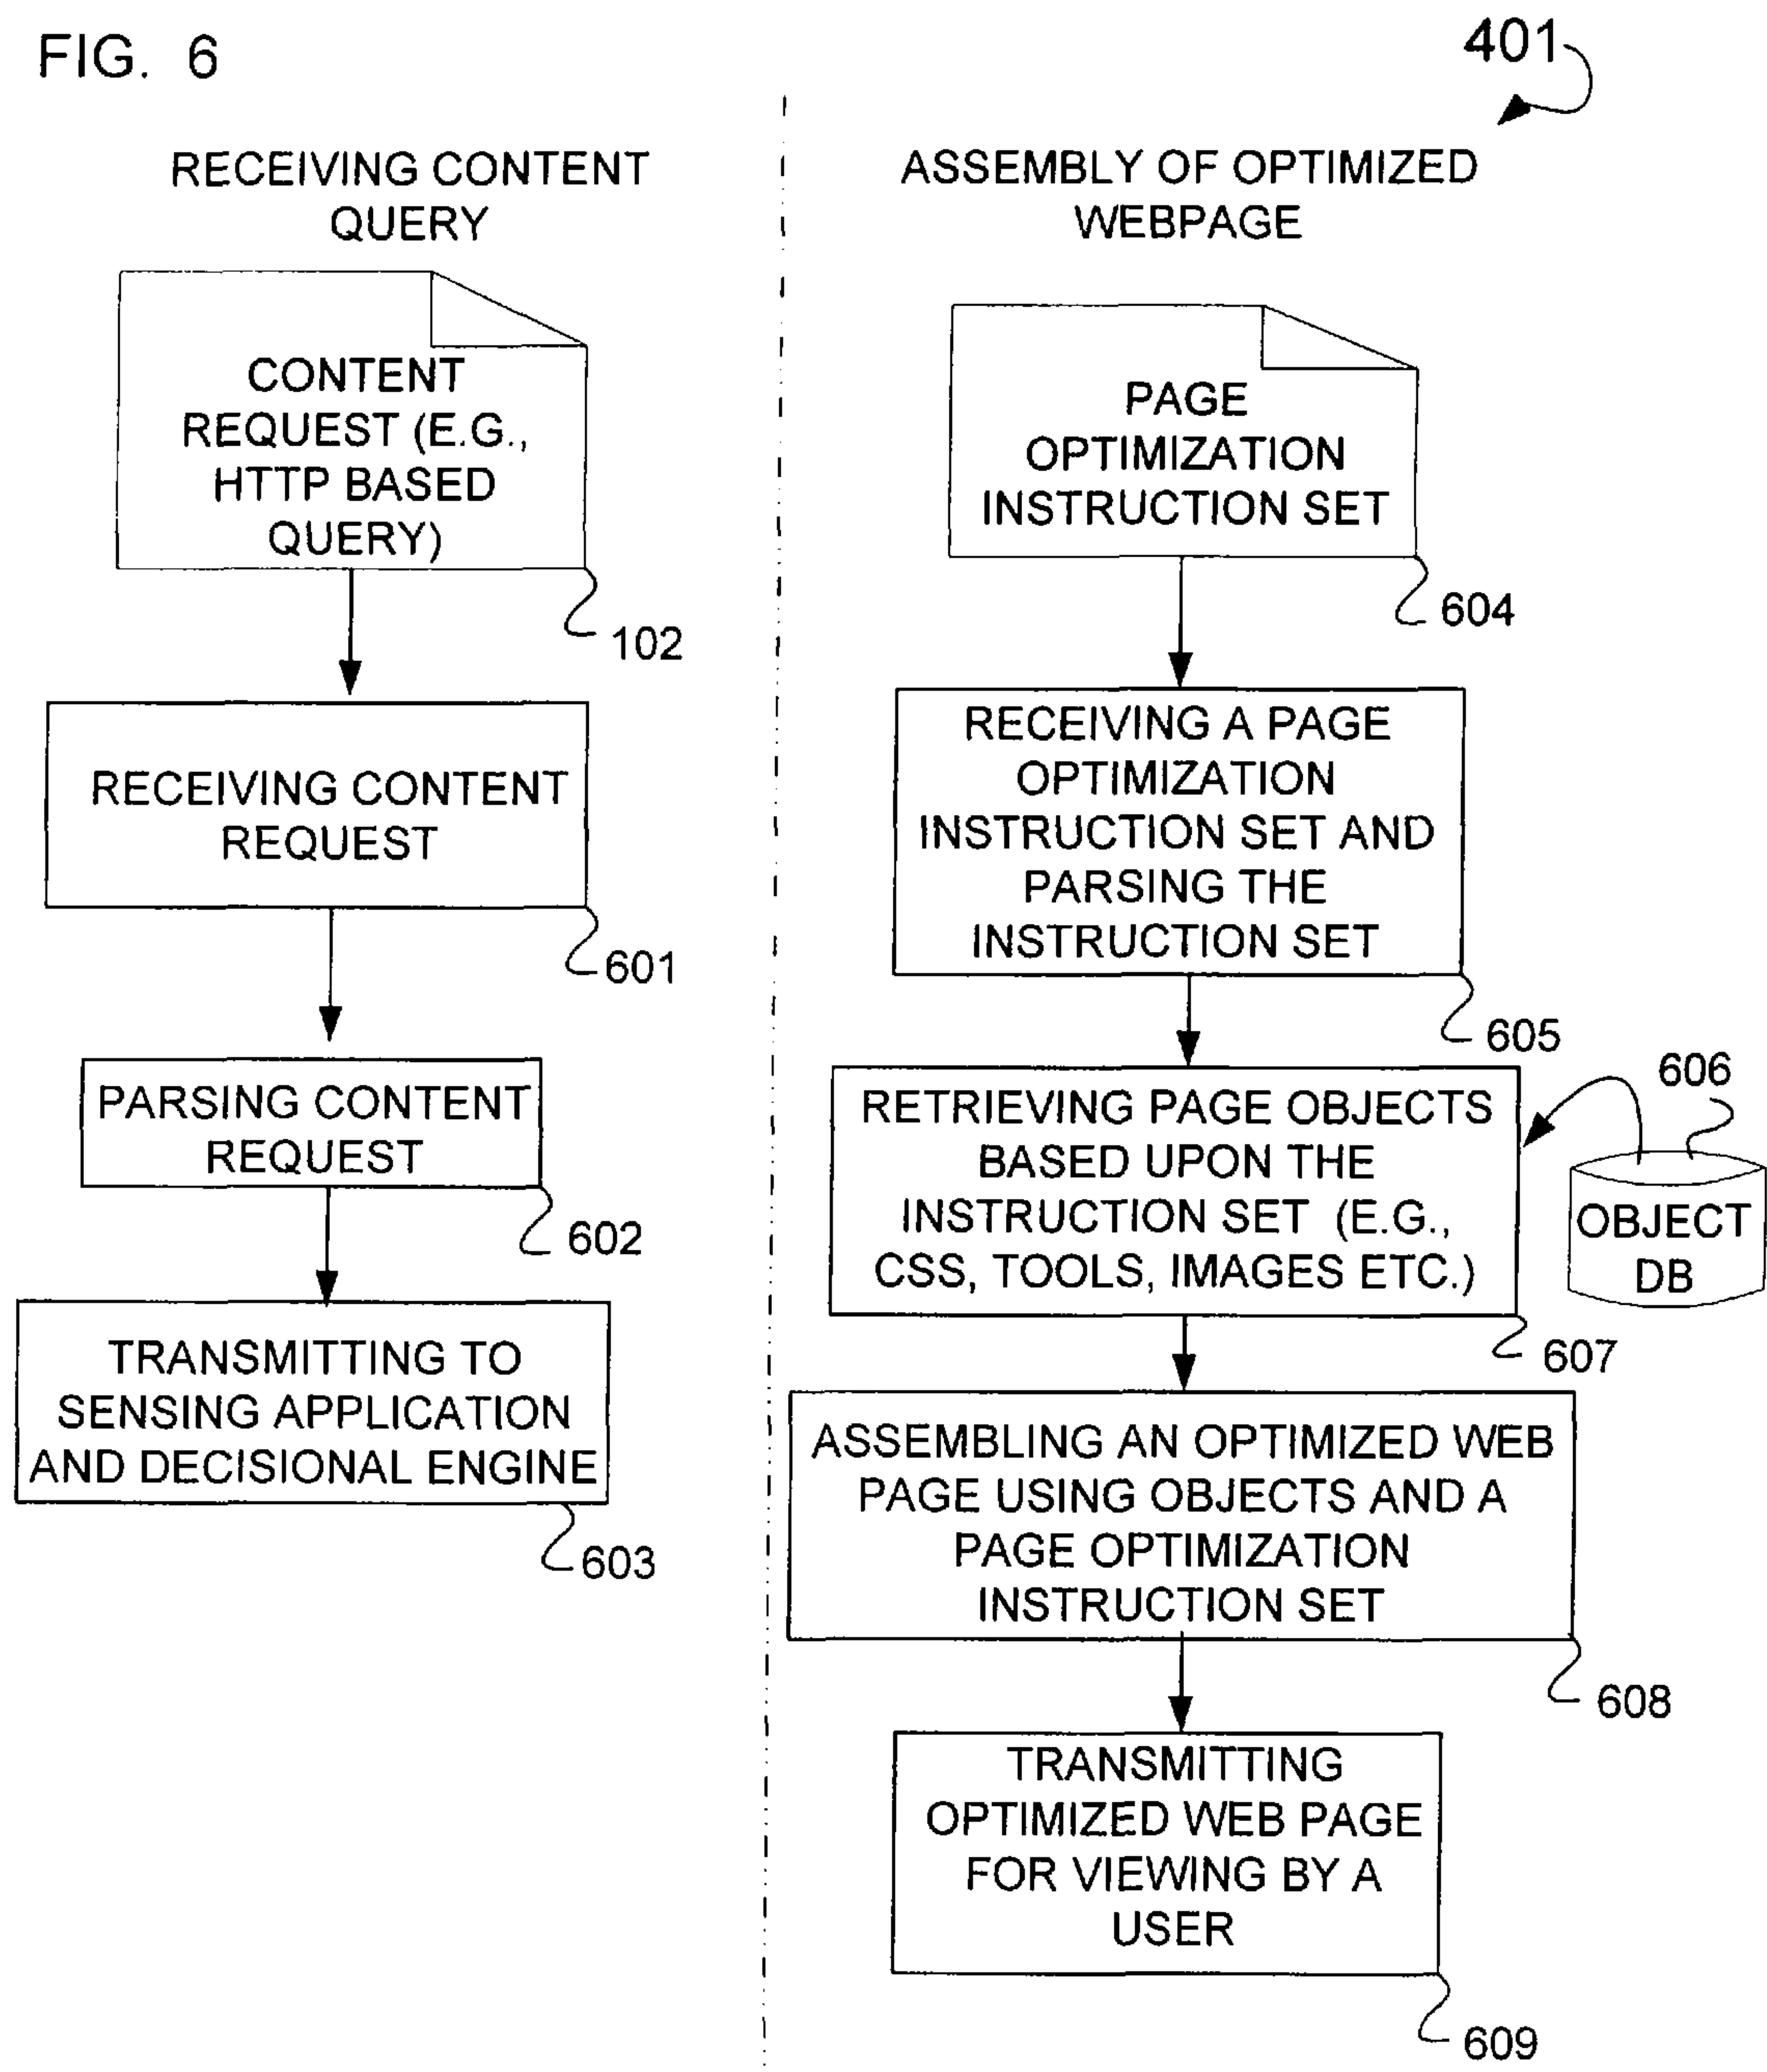 FIG. 6
401
RECEIVING CONTENT
QUERY
CONTENT
REQUEST (E.G.,
HTTP BASED
QUERY)
102
RECEIVING CONTENT
REQUEST
601
PARSING CONTENT
REQUEST
602
TRANSMITTING TO
SENSING APPLICATION
AND DECISIONAL ENGINE
603
ASSEMBLY OF OPTIMIZED
WEBPAGE
PAGE
OPTIMIZATION
INSTRUCTION SET
604
RECEIVING A PAGE
OPTIMIZATION
INSTRUCTION SET AND
PARSING THE
INSTRUCTION SET
605
RETRIEVING PAGE OBJECTS
BASED UPON THE
INSTRUCTION SET (E.G.,
CSS, TOOLS, IMAGES ETC.)
607
606
OBJECT
DB
ASSEMBLING AN OPTIMIZED WEB
PAGE USING OBJECTS AND A
PAGE OPTIMIZATION
INSTRUCTION SET
608
TRANSMITTING
OPTIMIZED WEB PAGE
FOR VIEWING BY A
USER
609